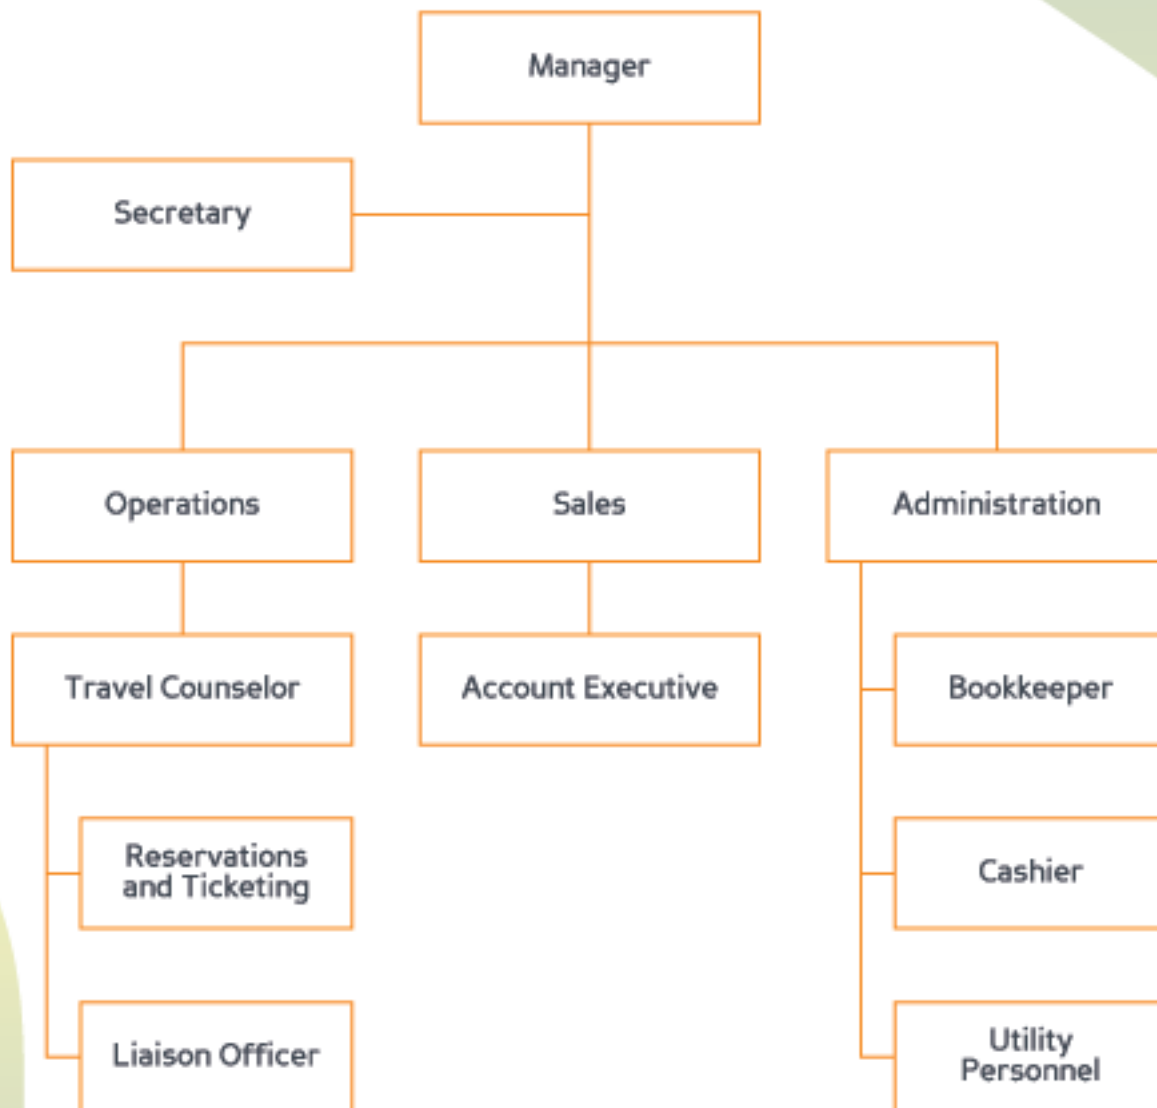 Manager
Secretary
Operations
Sales
Administration
Travel Counselor
Account Executive
Bookkeeper
Reservations
and Ticketing
Cashier
Liaison Officer
Utility
Personnel